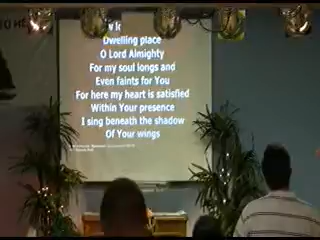 Dwelling place
O Lord Almighty
For my soul longs and
Even faints for You
For here my heart is satisfied
Within Your presence
I sing beneath the shadow
Of Your wings